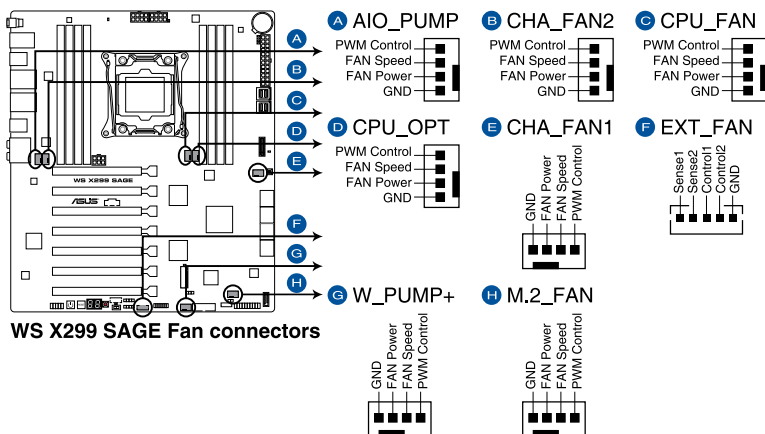 A AIO_PUMP
PWM Control
FAN Speed
FAN Power
GND
B CHA_FAN2
PWM Control
FAN Speed
FAN Power
GND
C CPU_FAN
PWM Control
FAN Speed
FAN Power
GND
D CPU_OPT
PWM Control
FAN Speed
FAN Power
GND
E CHA_FAN1
GND
FAN Power
FAN Speed
PWM Control
F EXT_FAN
Sense1
Sense2
Control1
Control2
GND
A
B
C
D
E
F
G
H
WS X299 SAGE
ASUS
88
WS X299 SAGE Fan connectors
G W_PUMP+
GND
FAN Power
FAN Speed
PWM Control
H M.2_FAN
GND
FAN Power
FAN Speed
PWM Control